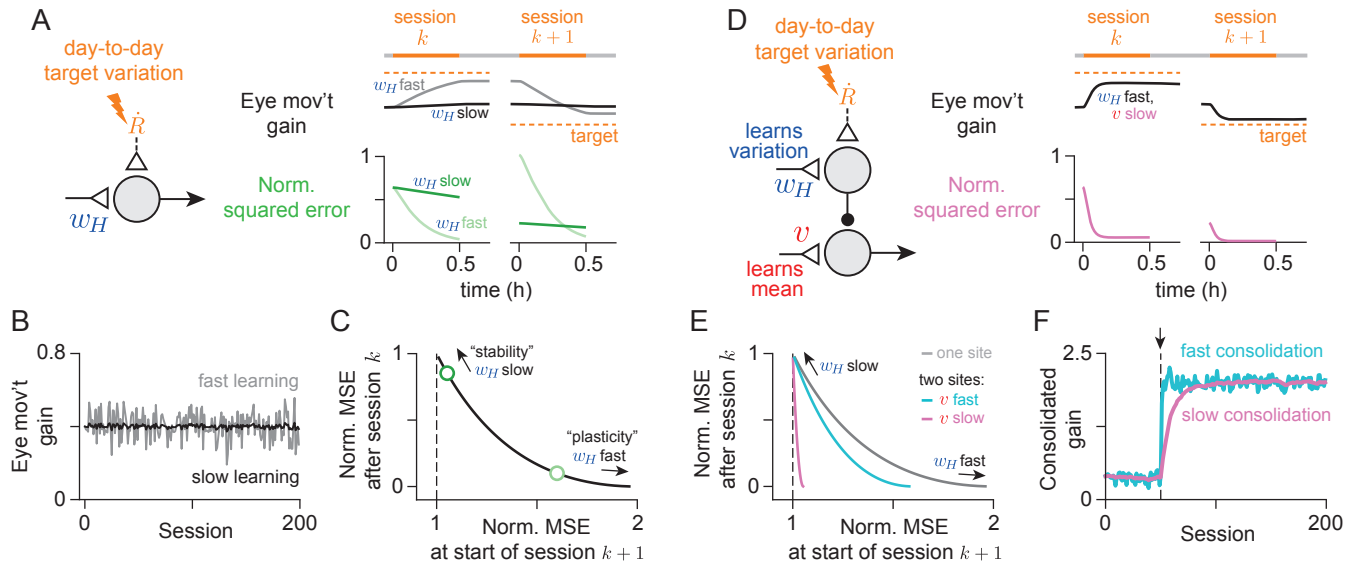 A
day-to-day
target variation
Ṙ
w_H
Eye mov't
gain
Norm.
squared error
session
k
session
k + 1
w_H fast
w_H slow
target
1
0
w_H slow
w_H fast
0
0.5
0
0.5
time (h)
B
Eye mov't
gain
0.8
0
fast learning
slow learning
0
200
Session
C
Norm. MSE
after session k
1
0
"stability"
w_H slow
"plasticity"
w_H fast
1
2
Norm. MSE
at start of session k + 1
D
day-to-day
target variation
Ṙ
learns
variation
w_H
v
learns
mean
Eye mov't
gain
Norm.
squared error
session
k
session
k + 1
w_H fast,
v slow
target
1
0
0
0.5
0
0.5
time (h)
E
Norm. MSE
after session k
1
0
w_H slow
one site
two sites:
v fast
v slow
w_H fast
1
2
Norm. MSE
at start of session k + 1
F
Consolidated
gain
2.5
0
fast consolidation
slow consolidation
0
200
Session